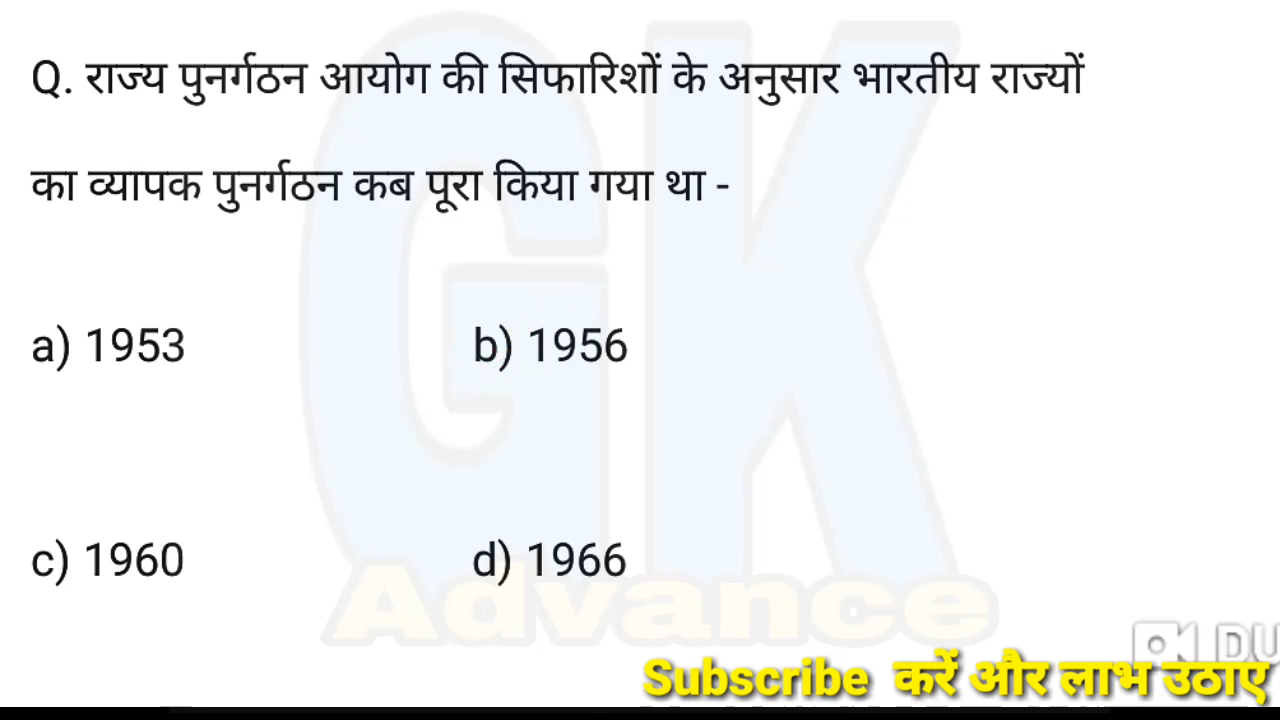 Q. राज्य पुनर्गठन आयोग की सिफारिशों के अनुसार भारतीय राज्यों
का व्यापक पुनर्गठन कब पूरा किया गया था -
a) 1953 b) 1956
c) 1960 d) 1966
GK
Advance
DU
Subscribe करें और लाभ उठाए